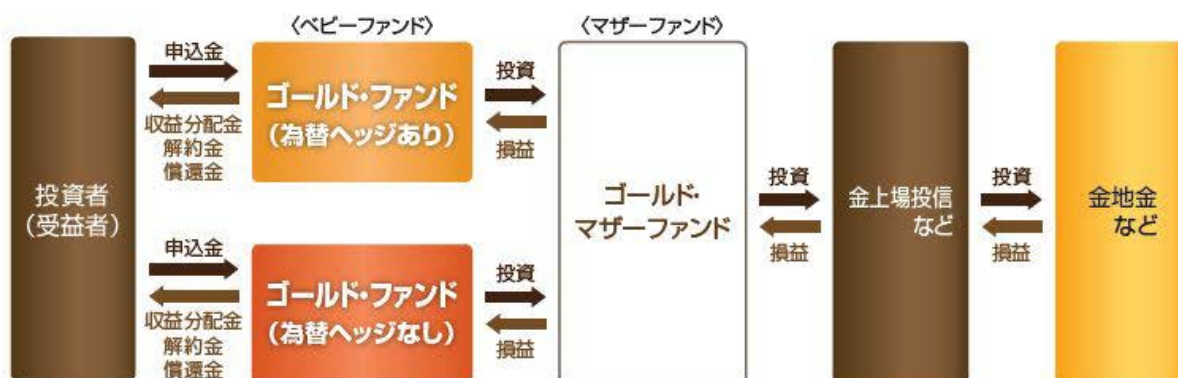 〈ベビーファンド〉
〈マザーファンド〉
投資者
(受益者)
申込金
収益分配金
解約金
償還金
ゴールド・ファンド
(為替ヘッジあり)
投資
損益
申込金
収益分配金
解約金
償還金
ゴールド・ファンド
(為替ヘッジなし)
投資
損益
ゴールド・
マザーファンド
投資
損益
金上場投信
など
投資
損益
金地金
など